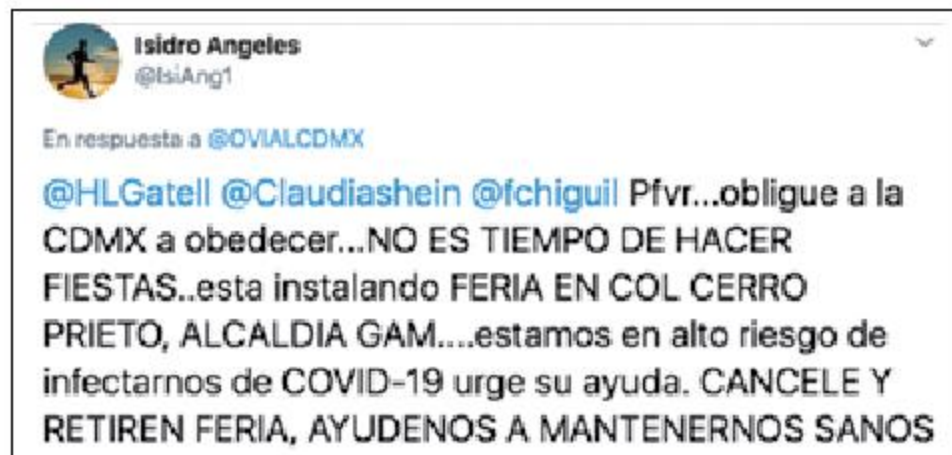 Isidro Angeles
@IsiAng1
En respuesta a @OVIALCDMX
@HLGatell @Claudiashein @fchiguil Pfvr...obligue a la
CDMX a obedecer...NO ES TIEMPO DE HACER
FIESTAS..esta instalando FERIA EN COL CERRO
PRIETO, ALCALDIA GAM....estamos en alto riesgo de
infectarnos de COVID-19 urge su ayuda. CANCELE Y
RETIREN FERIA, AYUDENOS A MANTENERNOS SANOS